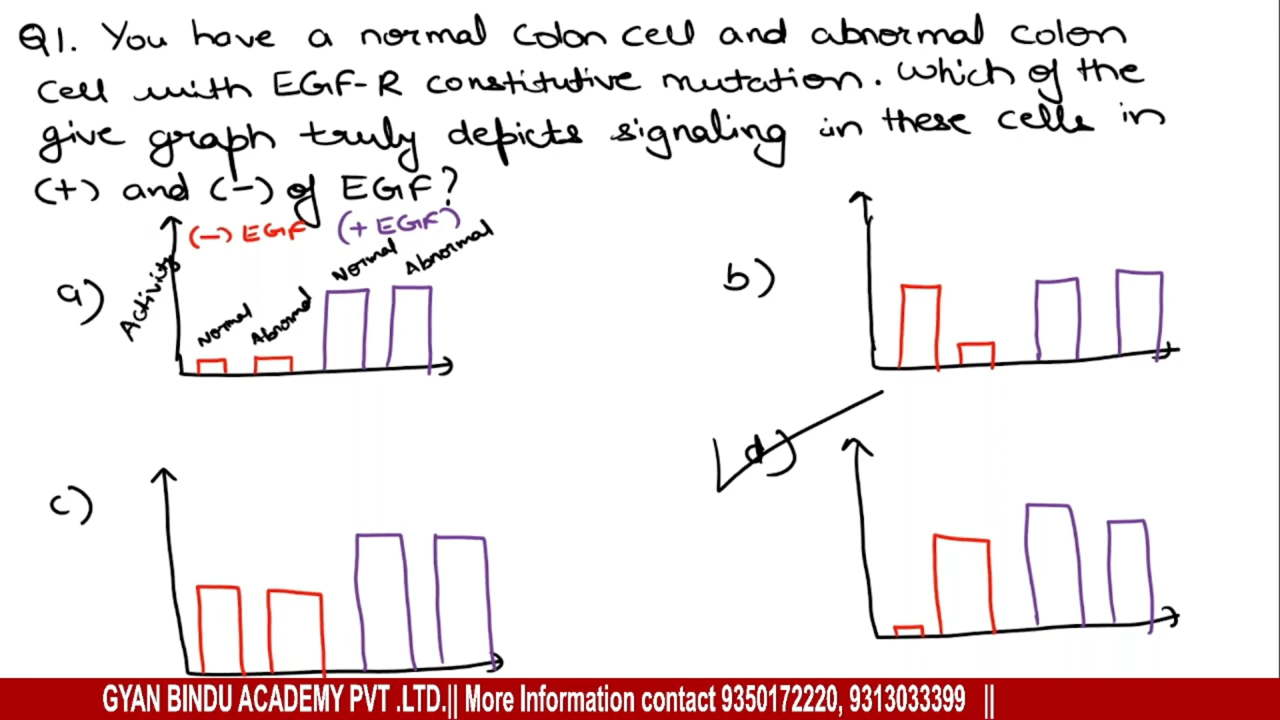 Q1. You have a normal colon cell and abnormal colon
cell with EGF-R constitutive mutation. Which of the
give graph truly depicts signaling in these cells in
(+) and (-) of EGF?
(-) EGF (+ EGF)
a) Activity Normal Abnormal Normal Abnormal
b)
c)
d)
GYAN BINDU ACADEMY PVT .LTD.|| More Information contact 9350172220, 9313033399 ||